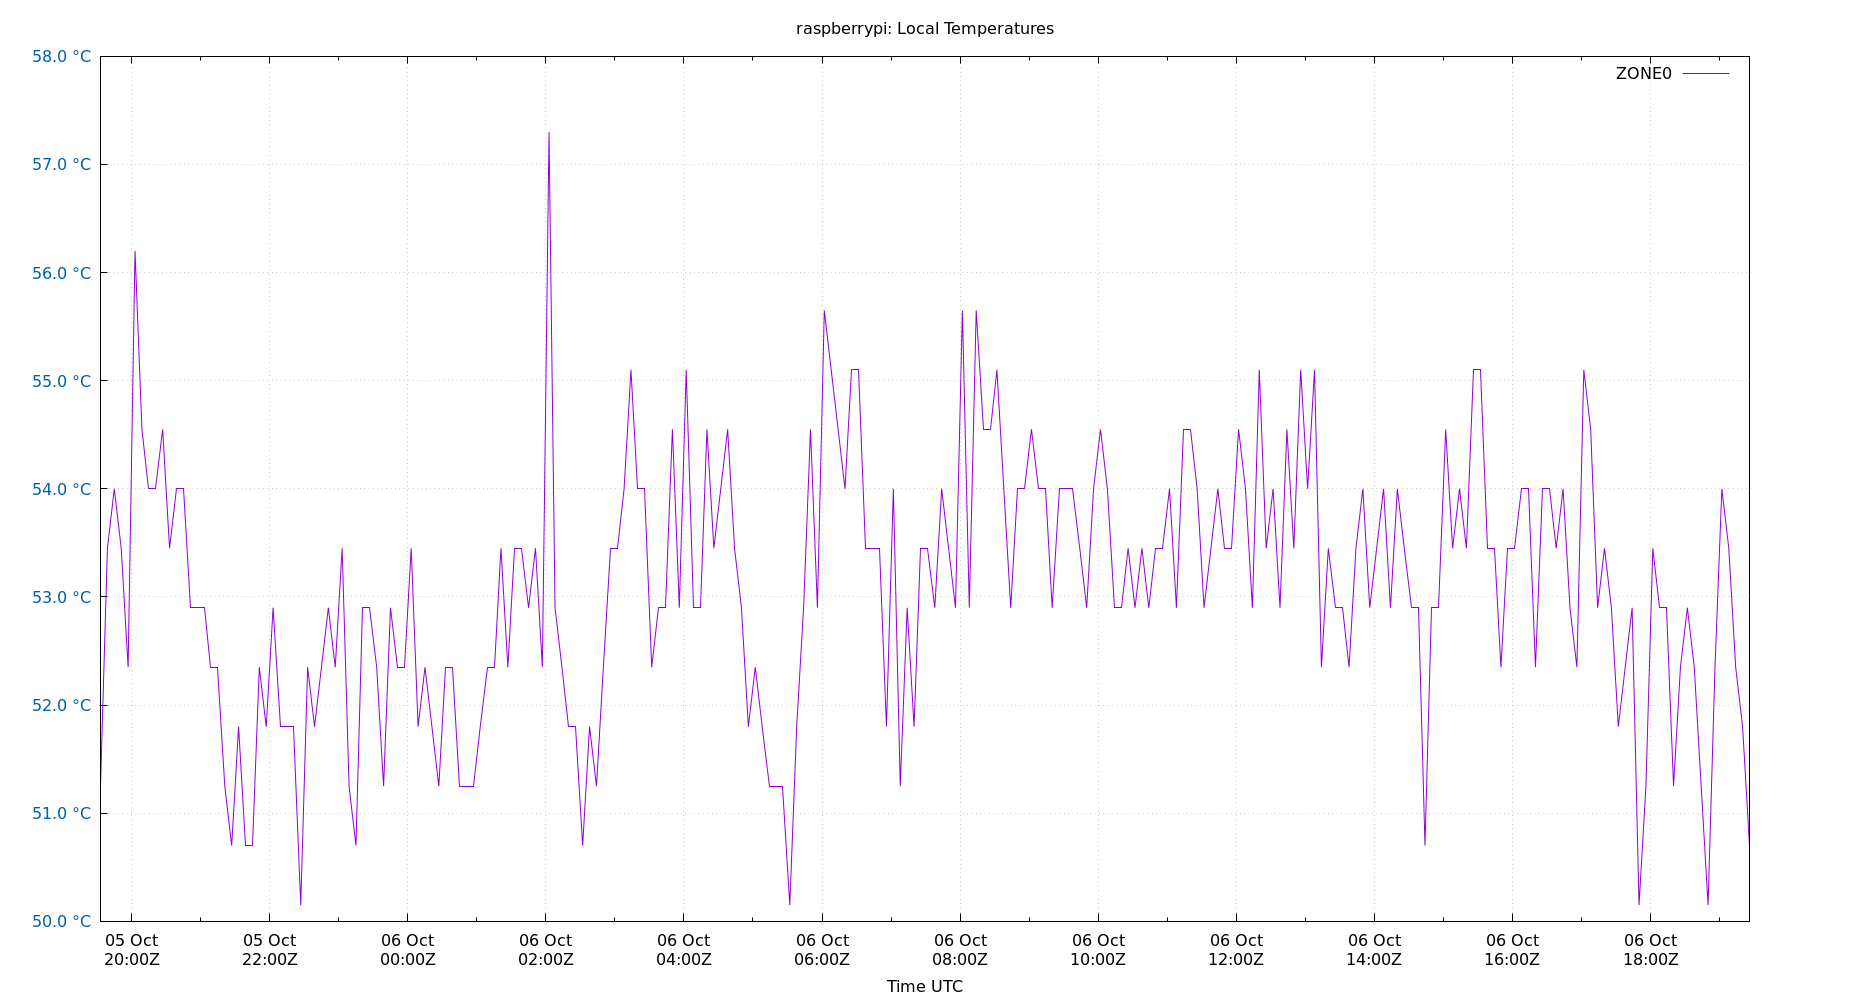 raspberrypi: Local Temperatures
58.0 °C
ZONE0
57.0 °C
56.0 °C
55.0 °C
54.0 °C
53.0 °C
52.0 °C
51.0 °C
50.0 °C
05 Oct 05 Oct 06 Oct 06 Oct 06 Oct 06 Oct 06 Oct 06 Oct 06 Oct 06 Oct 06 Oct 06 Oct
20:00Z 22:00Z 00:00Z 02:00Z 04:00Z 06:00Z 08:00Z 10:00Z 12:00Z 14:00Z 16:00Z 18:00Z
Time UTC